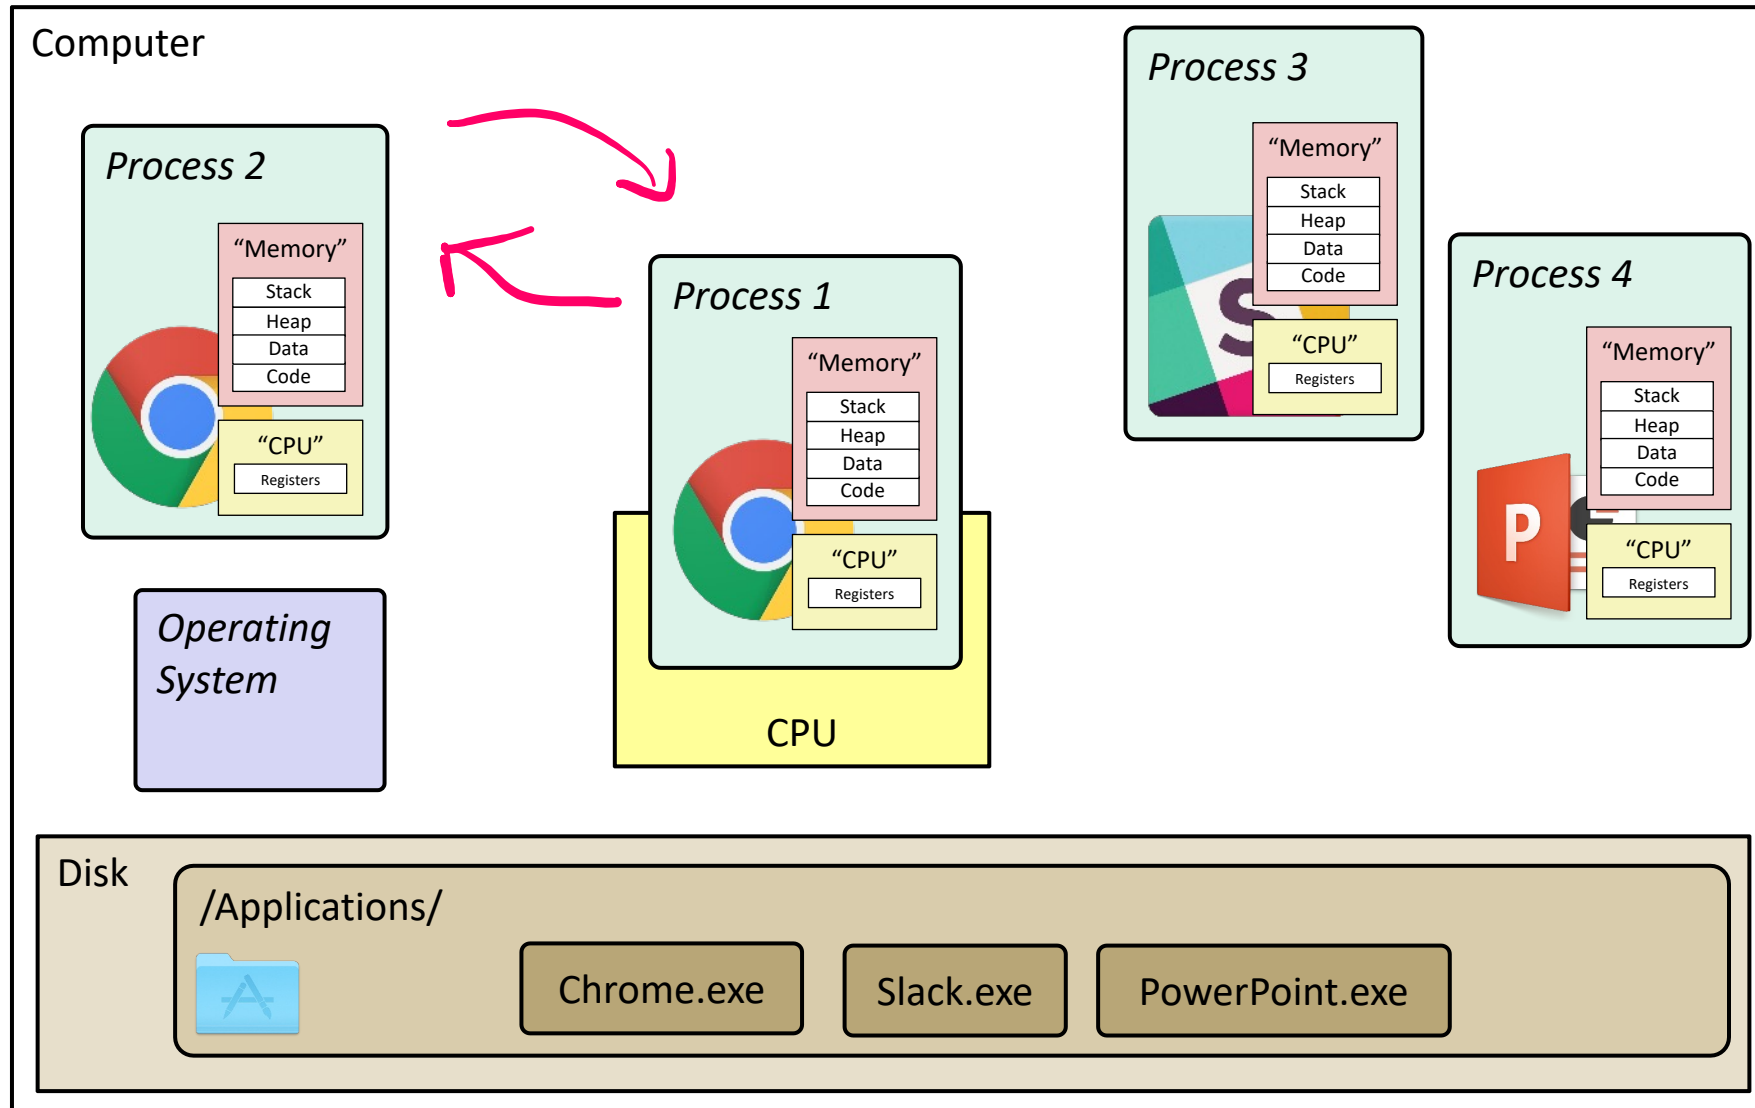 Computer
Process 2
“Memory”
Stack
Heap
Data
Code
“CPU”
Registers
Process 1
“Memory”
Stack
Heap
Data
Code
“CPU”
Registers
CPU
Process 3
“Memory”
Stack
Heap
Data
Code
S
“CPU”
Registers
Process 4
“Memory”
Stack
Heap
Data
Code
P
“CPU”
Registers
Operating
System
Disk
/Applications/
Chrome.exe
Slack.exe
PowerPoint.exe